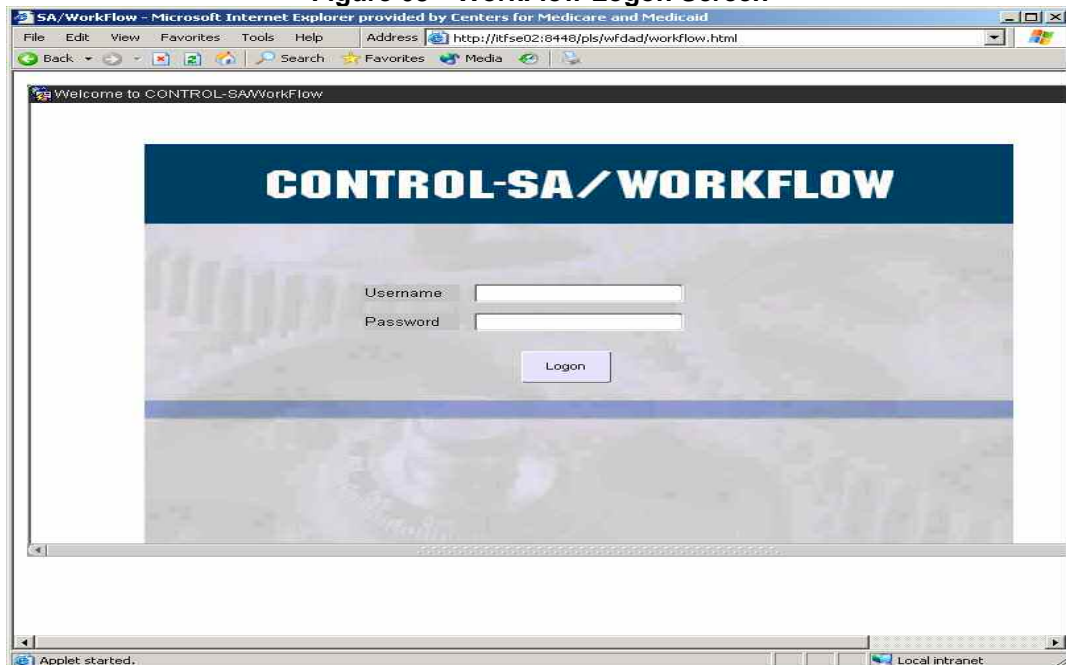 WorkFlow Logon Screen
SA/WorkFlow - Microsoft Internet Explorer provided by Centers for Medicare and Medicaid
File Edit View Favorites Tools Help Address http://itfse02:8448/pls/wfdad/workflow.html
Back Search Favorites Media
Welcome to CONTROL-SA/WorkFlow
CONTROL-SA/WORKFLOW
Username
Password
Logon
Applet started. Local intranet